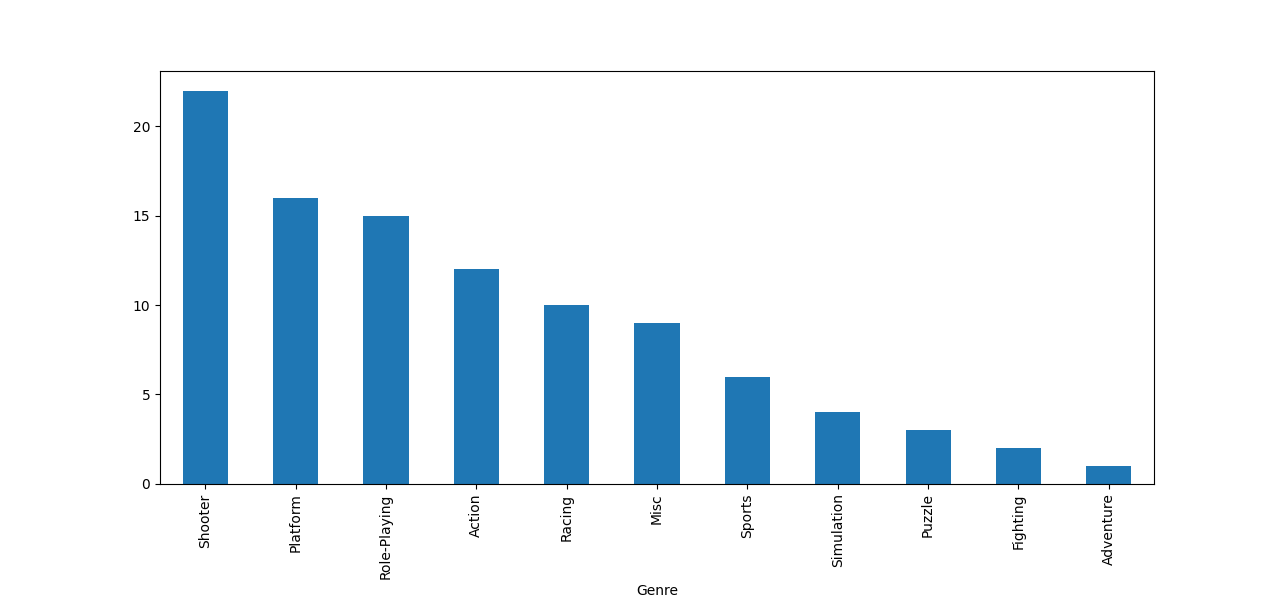 20
15
10
5
0
Shooter
Platform
Role-Playing
Action
Racing
Misc
Sports
Simulation
Puzzle
Fighting
Adventure
Genre